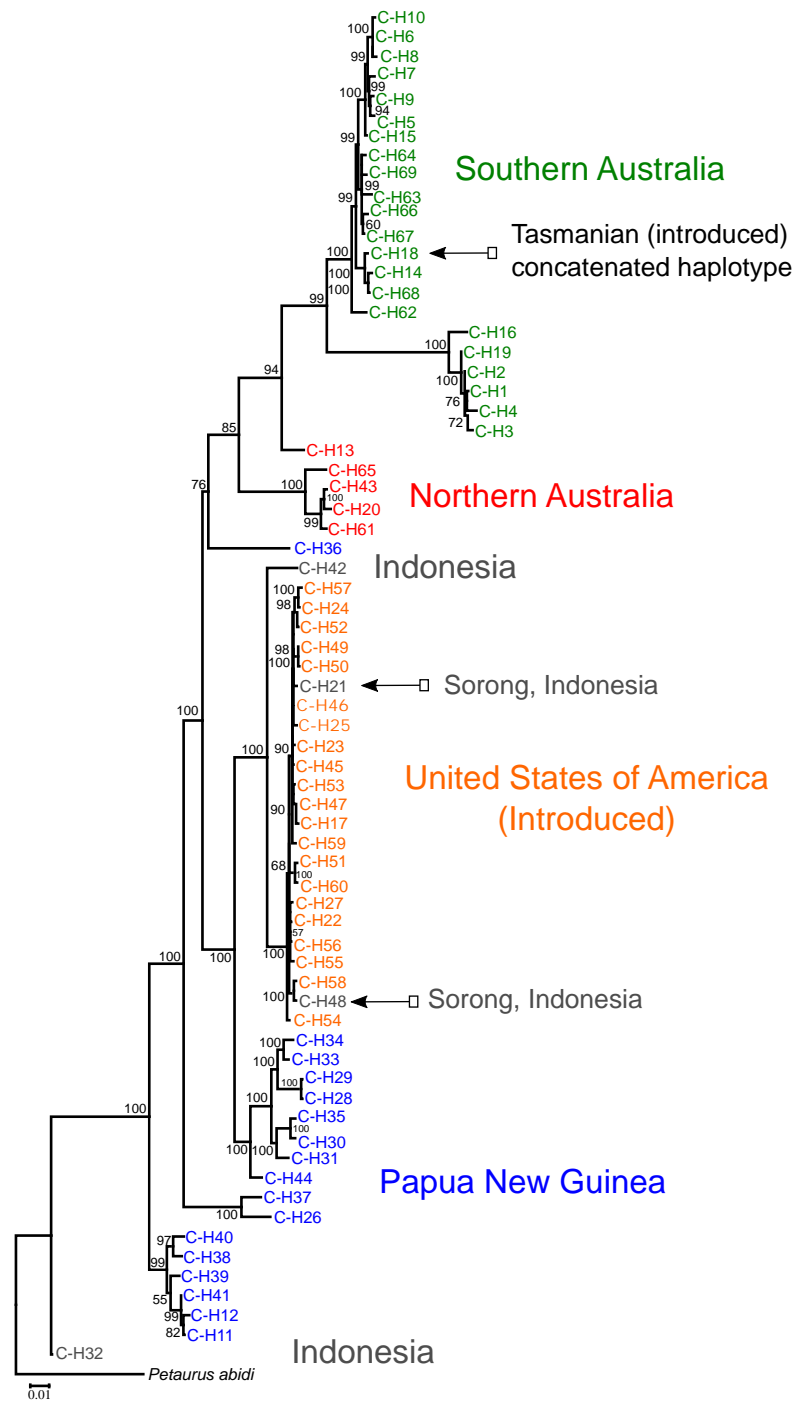 C-H10
100
C-H6
C-H8
99
C-H7
99
C-H9
100
94
C-H5
C-H15
99
C-H64
C-H69
Southern Australia
99
C-H63
99
C-H66
60
C-H67
Tasmanian (introduced)
concatenated haplotype
C-H18
100
100
C-H14
100
C-H68
99
C-H62
C-H16
100
C-H19
C-H2
100
94
C-H1
76
C-H4
72
C-H3
85
C-H13
C-H65
76
100
C-H43
100
Northern Australia
C-H20
99
C-H61
C-H36
Indonesia
C-H42
100
C-H57
98
C-H24
C-H52
98
C-H49
100
C-H50
C-H21
Sorong, Indonesia
C-H46
100
C-H25
100
90
C-H23
C-H45
United States of America
(Introduced)
C-H53
90
C-H47
C-H17
C-H59
68
C-H51
100
C-H60
C-H27
C-H22
57
C-H56
100
100
C-H55
100
C-H58
100
C-H48
Sorong, Indonesia
C-H54
C-H34
100
C-H33
100
C-H29
100
C-H28
100
C-H35
100
100
C-H30
100
100
C-H31
C-H44
Papua New Guinea
C-H37
100
C-H26
C-H40
97
C-H38
99
C-H39
55
C-H41
99
C-H12
82
C-H11
Indonesia
C-H32
Petaurus abidi
0.01